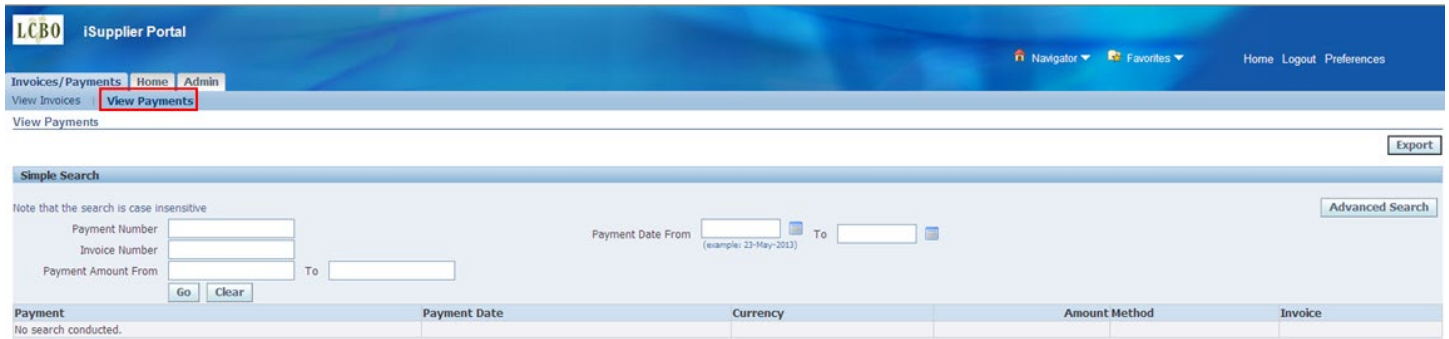 LCBO iSupplier Portal
Navigator Favorites Home Logout Preferences
Invoices/Payments Home Admin
View Invoices | View Payments
View Payments
Export
Simple Search
Note that the search is case insensitive
Advanced Search
Payment Number
Payment Date From To
(example: 23-May-2013)
Invoice Number
Payment Amount From To
Go Clear
Payment Payment Date Currency Amount Method Invoice
No search conducted.